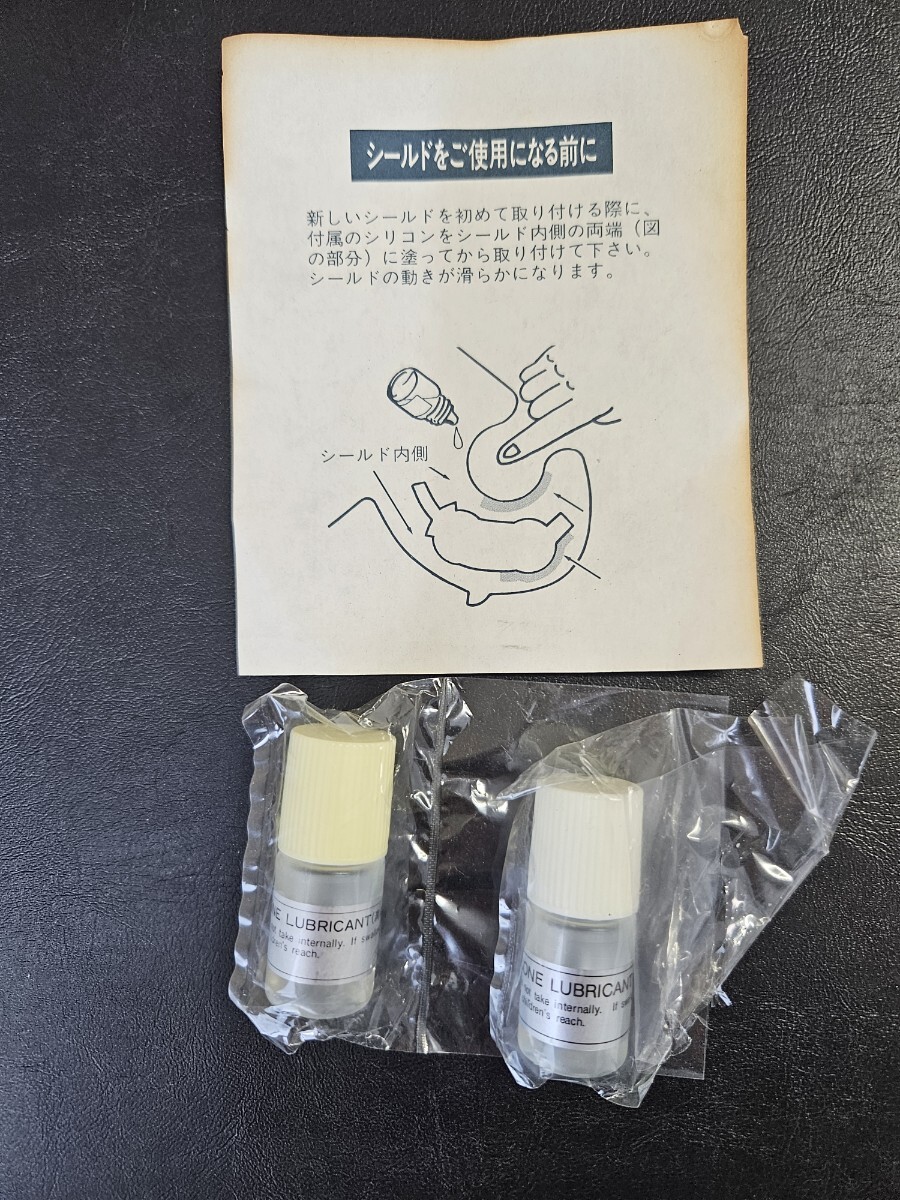 シールドをご使用になる前に
新しいシールドを初めて取り付ける際に、
付属のシリコンをシールド内側の両端（図
の部分）に塗ってから取り付けて下さい。
シールドの動きが滑らかになります。
シールド内側
NE LUBRICANT
take internally. If
dren's reach.
ONE LUBRICANT
not take internally. If
children's reach.